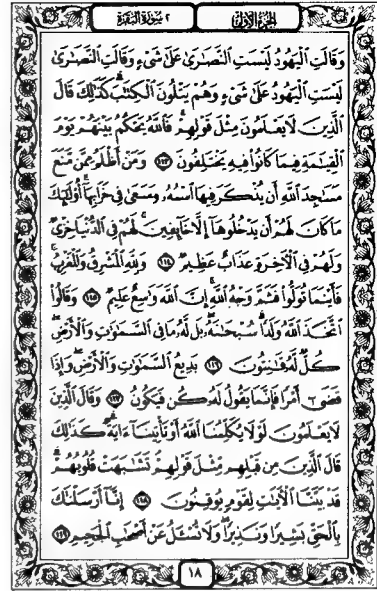 الجزء الأول
٢ سورة البقرة
وَقَالَتِ ٱلْيَهُودُ لَيْسَتِ ٱلنَّصَـٰرَىٰ عَلَىٰ شَىْءٍ وَقَالَتِ ٱلنَّصَـٰرَىٰ
لَيْسَتِ ٱلْيَهُودُ عَلَىٰ شَىْءٍ وَهُمْ يَتْلُونَ ٱلْكِتَـٰبَ ۗ كَذَٰلِكَ قَالَ
ٱلَّذِينَ لَا يَعْلَمُونَ مِثْلَ قَوْلِهِمْ ۚ فَٱللَّهُ يَحْكُمُ بَيْنَهُمْ يَوْمَ
ٱلْقِيَـٰمَةِ فِيمَا كَانُوا۟ فِيهِ يَخْتَلِفُونَ ١١٣ وَمَنْ أَظْلَمُ مِمَّن مَّنَعَ
مَسَـٰجِدَ ٱللَّهِ أَن يُذْكَرَ فِيهَا ٱسْمُهُۥ وَسَعَىٰ فِى خَرَابِهَآ ۚ أُو۟لَـٰٓئِكَ
مَا كَانَ لَهُمْ أَن يَدْخُلُوهَآ إِلَّا خَآئِفِينَ ۚ لَهُمْ فِى ٱلدُّنْيَا خِزْىٌ
وَلَهُمْ فِى ٱلْـَٔاخِرَةِ عَذَابٌ عَظِيمٌ ١١٤ وَلِلَّهِ ٱلْمَشْرِقُ وَٱلْمَغْرِبُ ۚ
فَأَيْنَمَا تُوَلُّوا۟ فَثَمَّ وَجْهُ ٱللَّهِ ۚ إِنَّ ٱللَّهَ وَٰسِعٌ عَلِيمٌ ١١٥ وَقَالُوا۟
ٱتَّخَذَ ٱللَّهُ وَلَدًا ۗ سُبْحَـٰنَهُۥ ۖ بَل لَّهُۥ مَا فِى ٱلسَّمَـٰوَٰتِ وَٱلْأَرْضِ ۖ
كُلٌّ لَّهُۥ قَـٰنِتُونَ ١١٦ بَدِيعُ ٱلسَّمَـٰوَٰتِ وَٱلْأَرْضِ ۖ وَإِذَا
قَضَىٰٓ أَمْرًا فَإِنَّمَا يَقُولُ لَهُۥ كُن فَيَكُونُ ١١٧ وَقَالَ ٱلَّذِينَ
لَا يَعْلَمُونَ لَوْلَا يُكَلِّمُنَا ٱللَّهُ أَوْ تَأْتِينَآ ءَايَةٌ ۗ كَذَٰلِكَ
قَالَ ٱلَّذِينَ مِن قَبْلِهِم مِّثْلَ قَوْلِهِمْ ۘ تَشَـٰبَهَتْ قُلُوبُهُمْ ۗ
قَدْ بَيَّنَّا ٱلْـَٔايَـٰتِ لِقَوْمٍ يُوقِنُونَ ١١٨ إِنَّآ أَرْسَلْنَـٰكَ
بِٱلْحَقِّ بَشِيرًا وَنَذِيرًا ۖ وَلَا تُسْـَٔلُ عَنْ أَصْحَـٰبِ ٱلْجَحِيمِ ١١٩
١٨